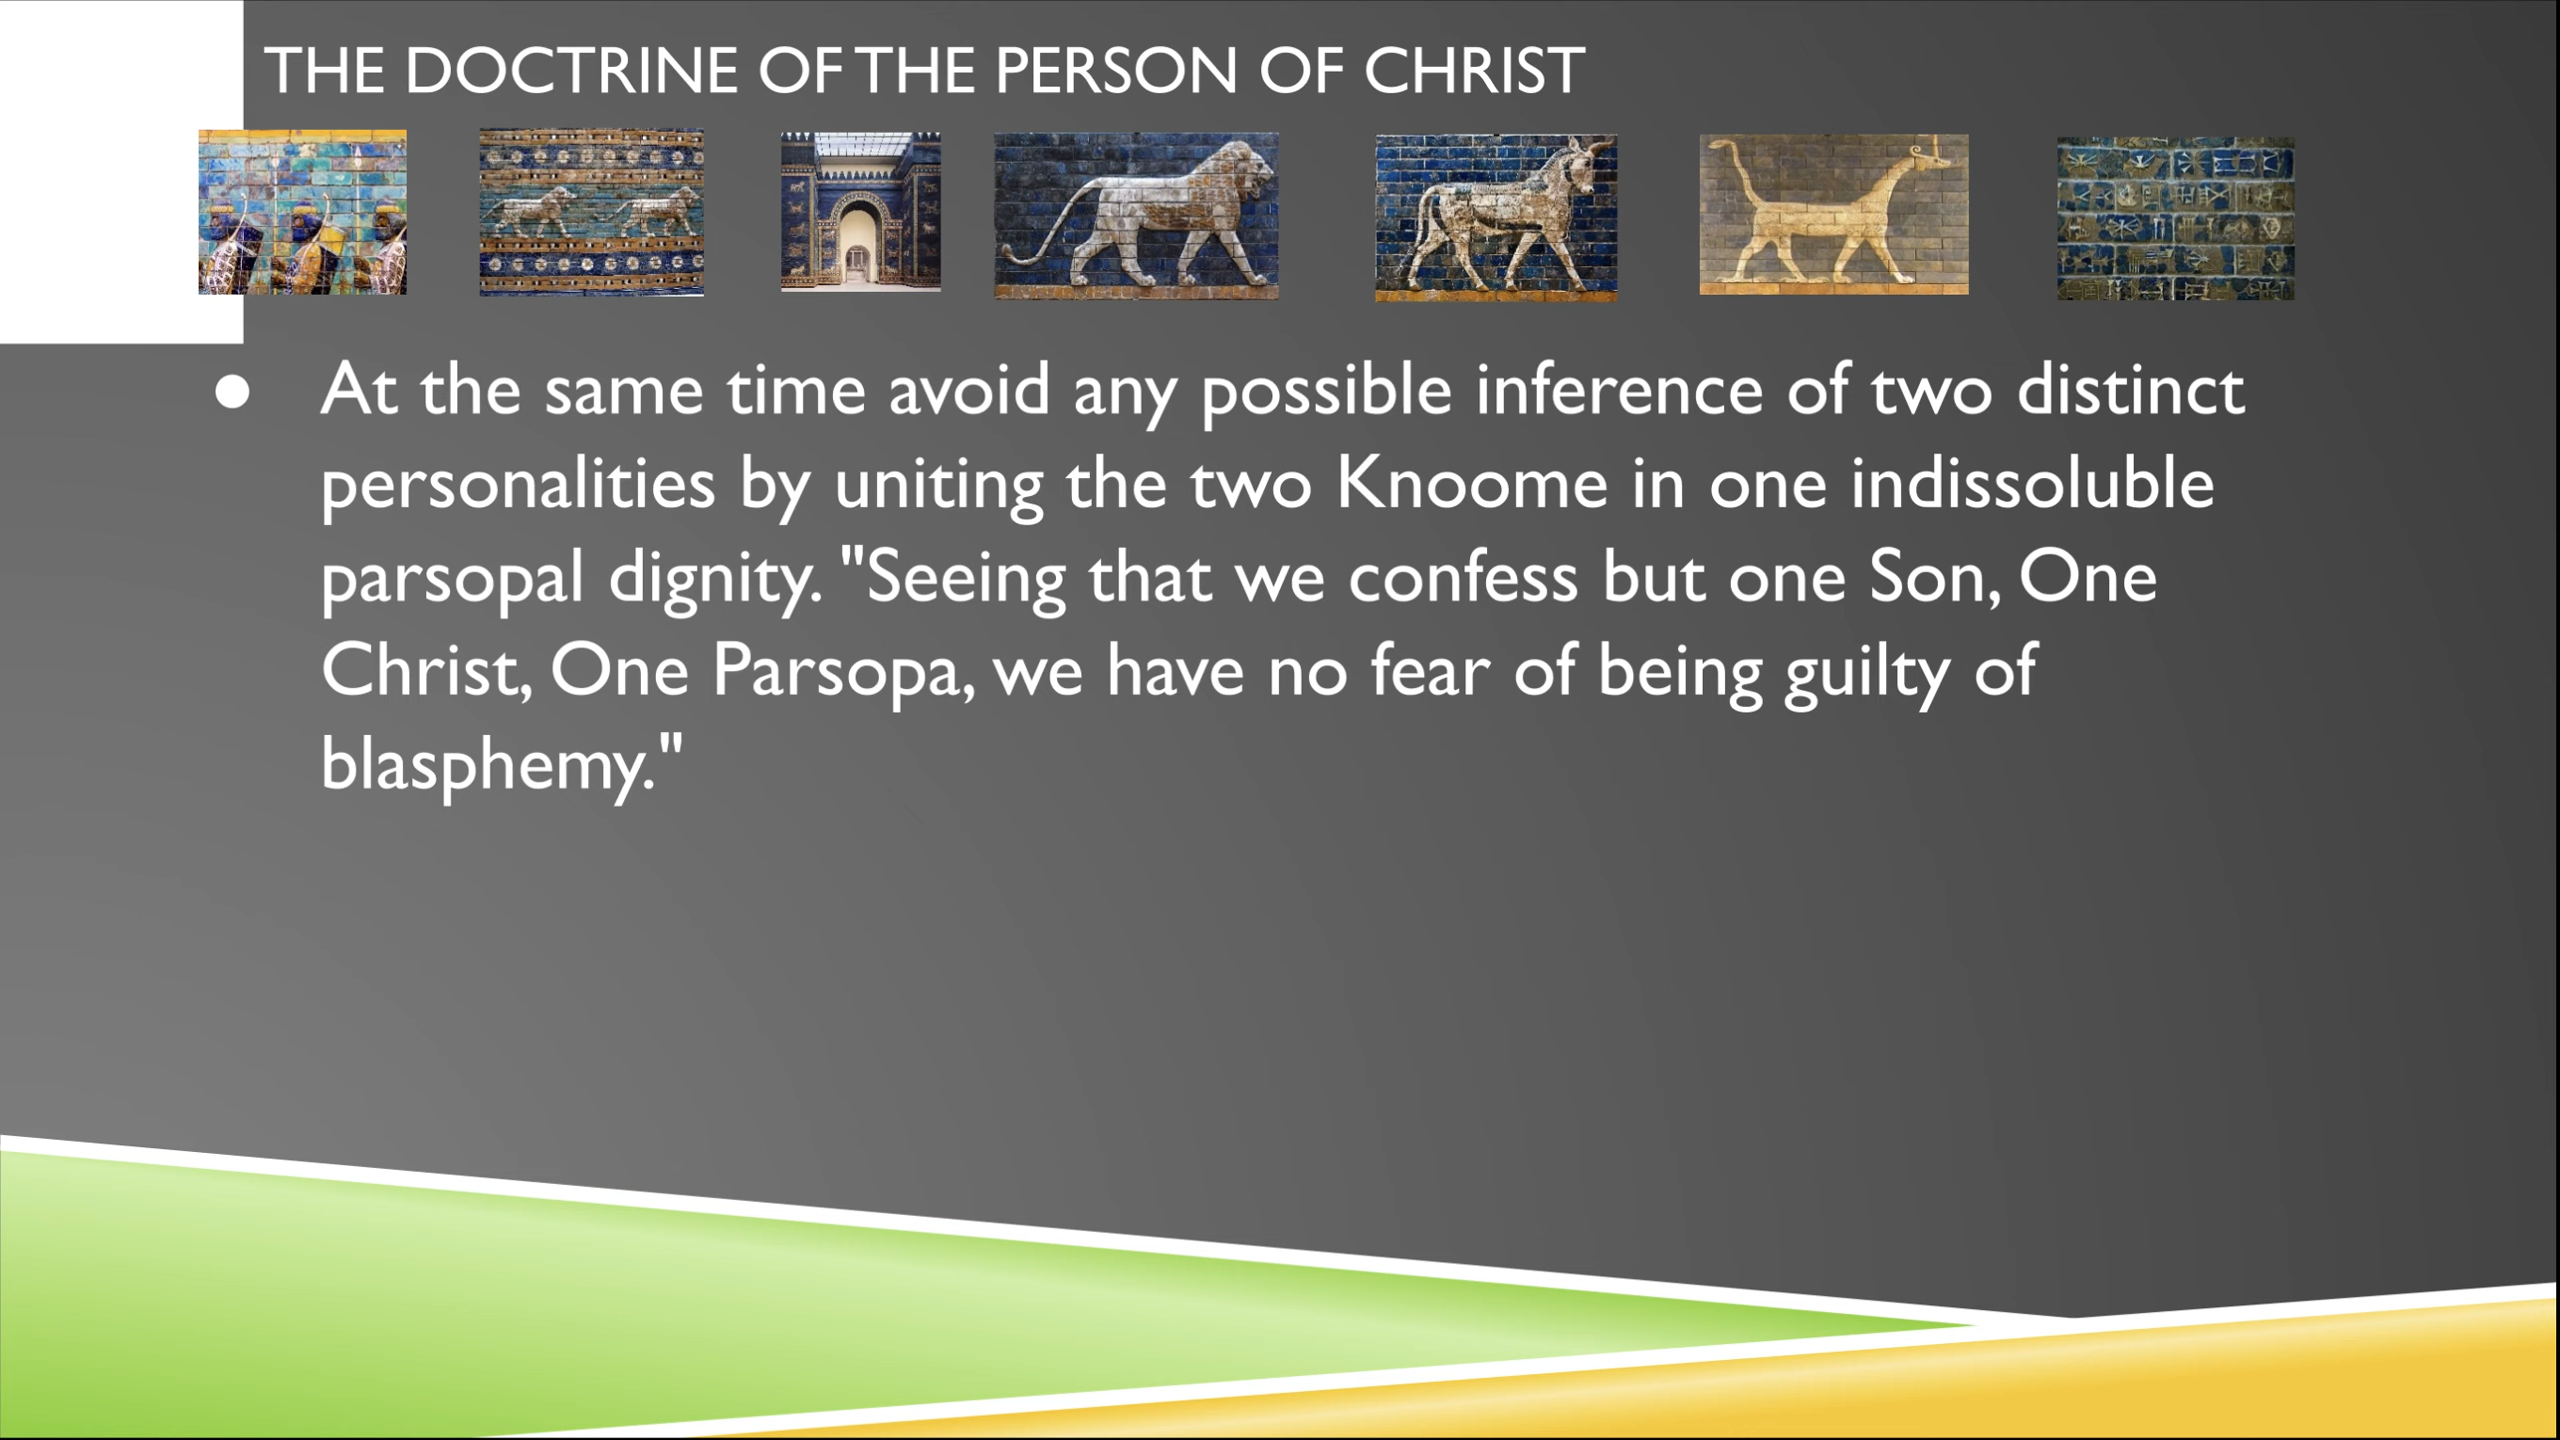 THE DOCTRINE OF THE PERSON OF CHRIST
● At the same time avoid any possible inference of two distinct
personalities by uniting the two Knoome in one indissoluble
parsopal dignity. "Seeing that we confess but one Son, One
Christ, One Parsopa, we have no fear of being guilty of
blasphemy."